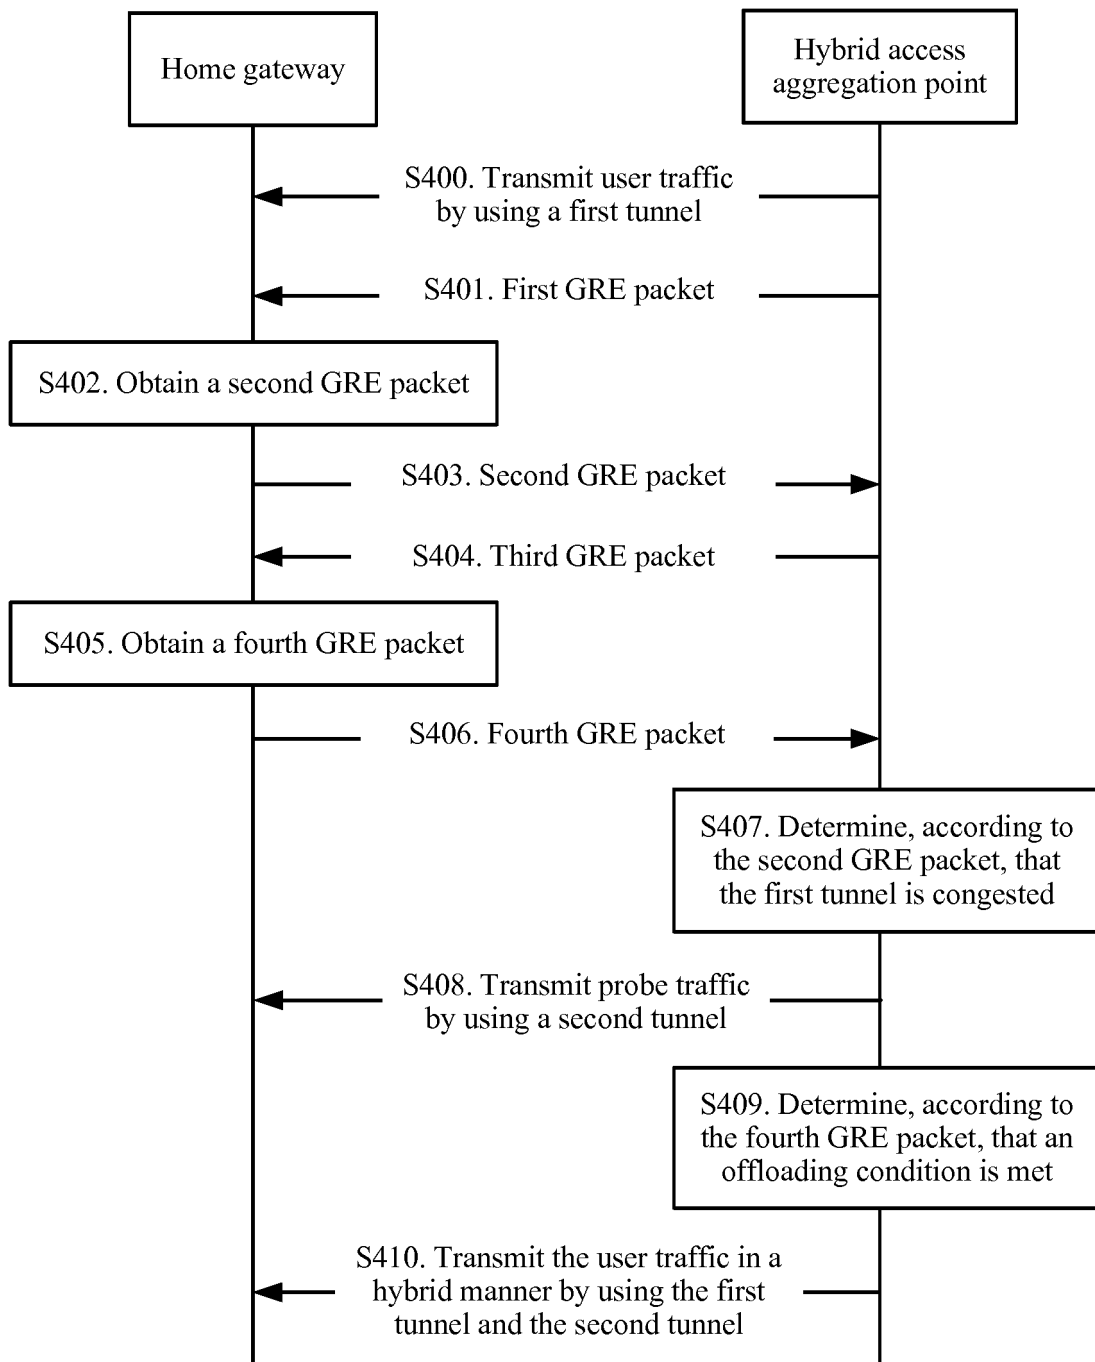 Home gateway
Hybrid access
aggregation point
S400. Transmit user traffic
by using a first tunnel
S401. First GRE packet
S402. Obtain a second GRE packet
S403. Second GRE packet
S404. Third GRE packet
S405. Obtain a fourth GRE packet
S406. Fourth GRE packet
S407. Determine, according to
the second GRE packet, that
the first tunnel is congested
S408. Transmit probe traffic
by using a second tunnel
S409. Determine, according to
the fourth GRE packet, that an
offloading condition is met
S410. Transmit the user traffic in a
hybrid manner by using the first
tunnel and the second tunnel